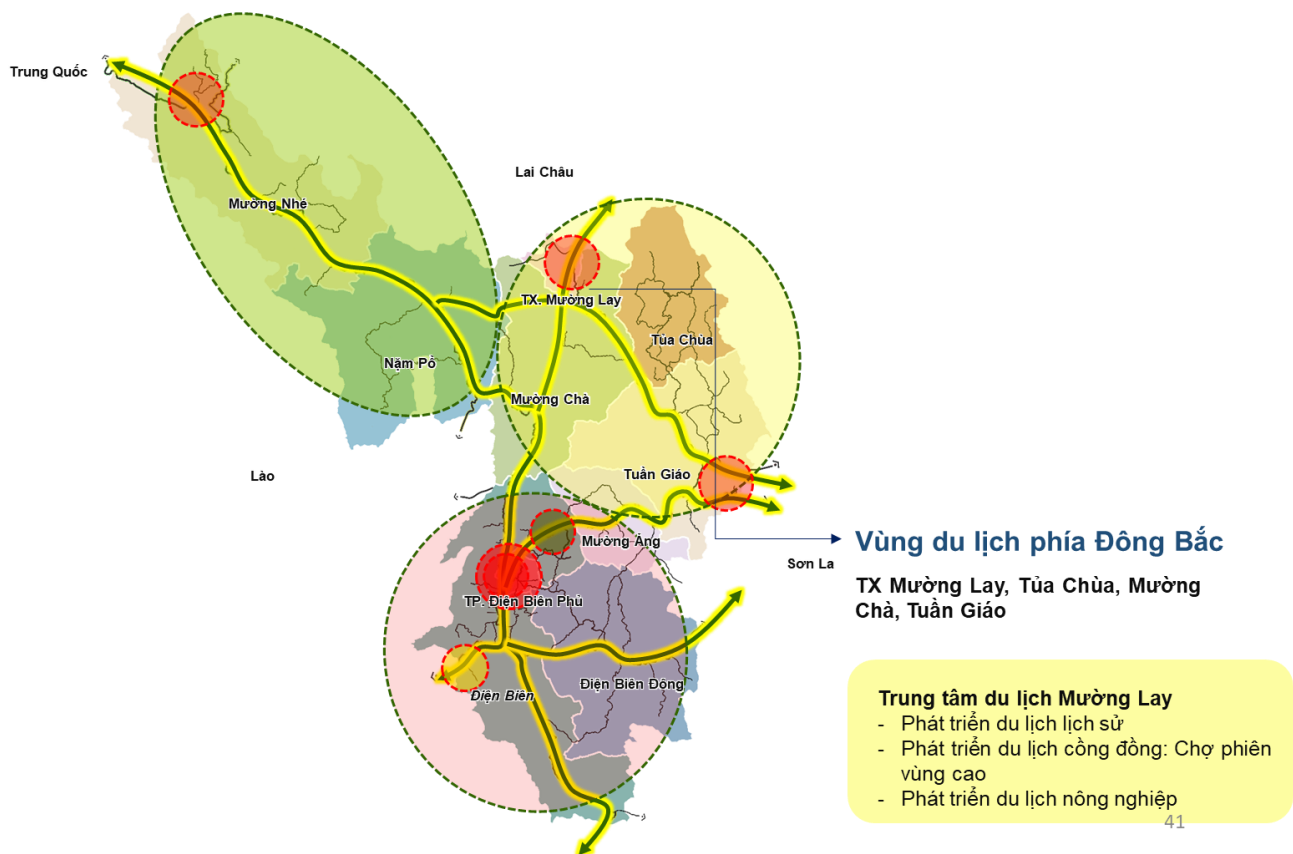 Trung Quốc
Lai Châu
Mường Nhé
TX. Mường Lay
Tủa Chùa
Nặm Pồ
Mường Chà
Lào
Tuần Giáo
Mường Ảng
Sơn La
TP. Điện Biên Phủ
Điện Biên Đông
Điện Biên
Vùng du lịch phía Đông Bắc
TX Mường Lay, Tủa Chùa, Mường
Chà, Tuần Giáo
Trung tâm du lịch Mường Lay
- Phát triển du lịch lịch sử
- Phát triển du lịch cồng đồng: Chợ phiên
vùng cao
- Phát triển du lịch nông nghiệp
41